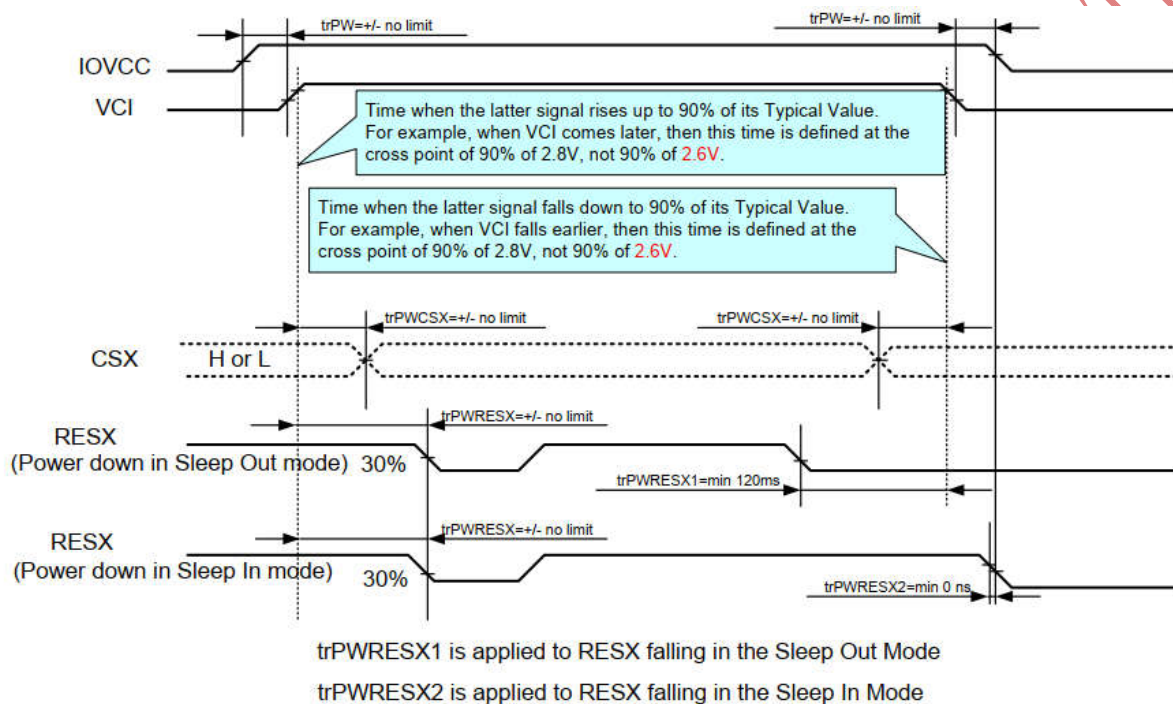 trPW=+/- no limit
trPW=+/- no limit
IOVCC
VCI
Time when the latter signal rises up to 90% of its Typical Value.
For example, when VCI comes later, then this time is defined at the
cross point of 90% of 2.8V, not 90% of 2.6V.
Time when the latter signal falls down to 90% of its Typical Value.
For example, when VCI falls earlier, then this time is defined at the
cross point of 90% of 2.8V, not 90% of 2.6V.
trPWCSX=+/- no limit
trPWCSX=+/- no limit
CSX
H or L
trPWRESX=+/- no limit
RESX
(Power down in Sleep Out mode)
30%
trPWRESX1=min 120ms
trPWRESX=+/- no limit
RESX
(Power down in Sleep In mode)
30%
trPWRESX2=min 0 ns
trPWRESX1 is applied to RESX falling in the Sleep Out Mode
trPWRESX2 is applied to RESX falling in the Sleep In Mode